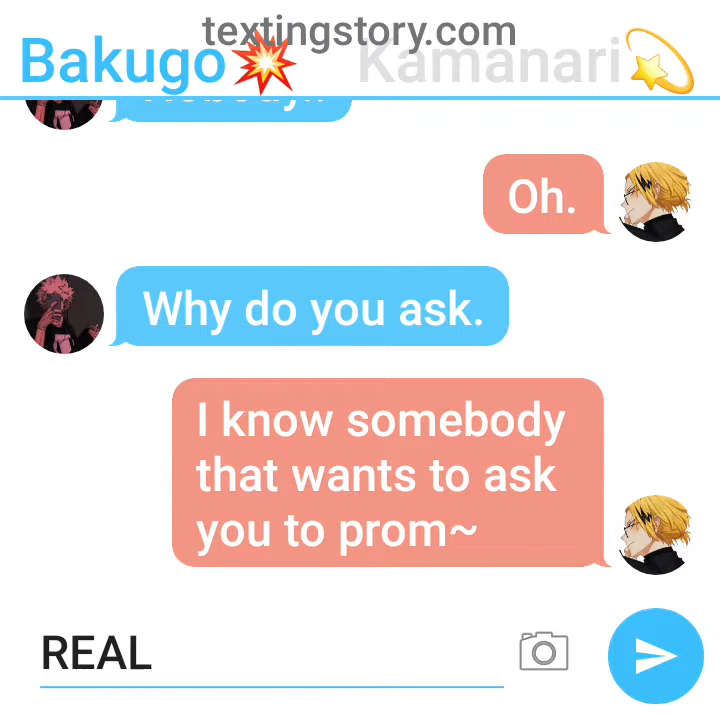 textingstory.com
Bakugo Kamanari
Oh.
Why do you ask.
I know somebody
that wants to ask
you to prom~
REAL